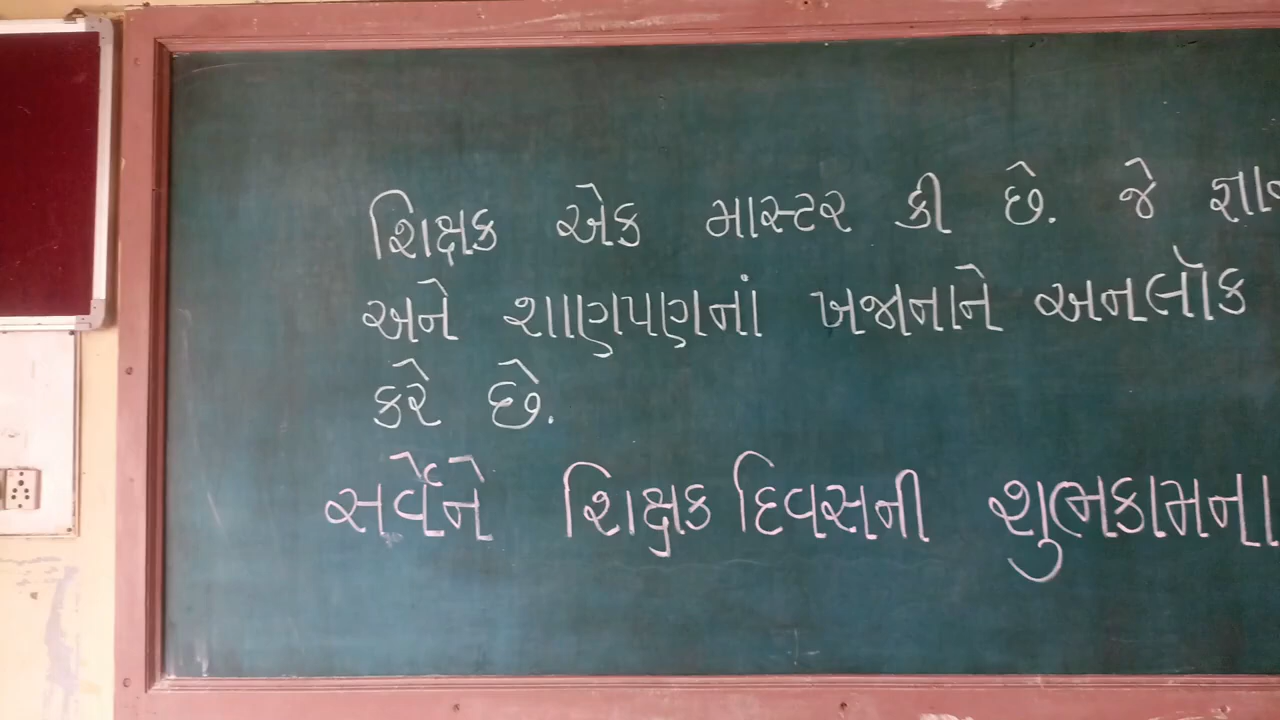 શિક્ષક એક માસ્ટર કી છે. જે
અને શાણપણનાં ખજાનાને અનલૉક
કરે છે.
સર્વેને શિક્ષક દિવસની શુભકામના